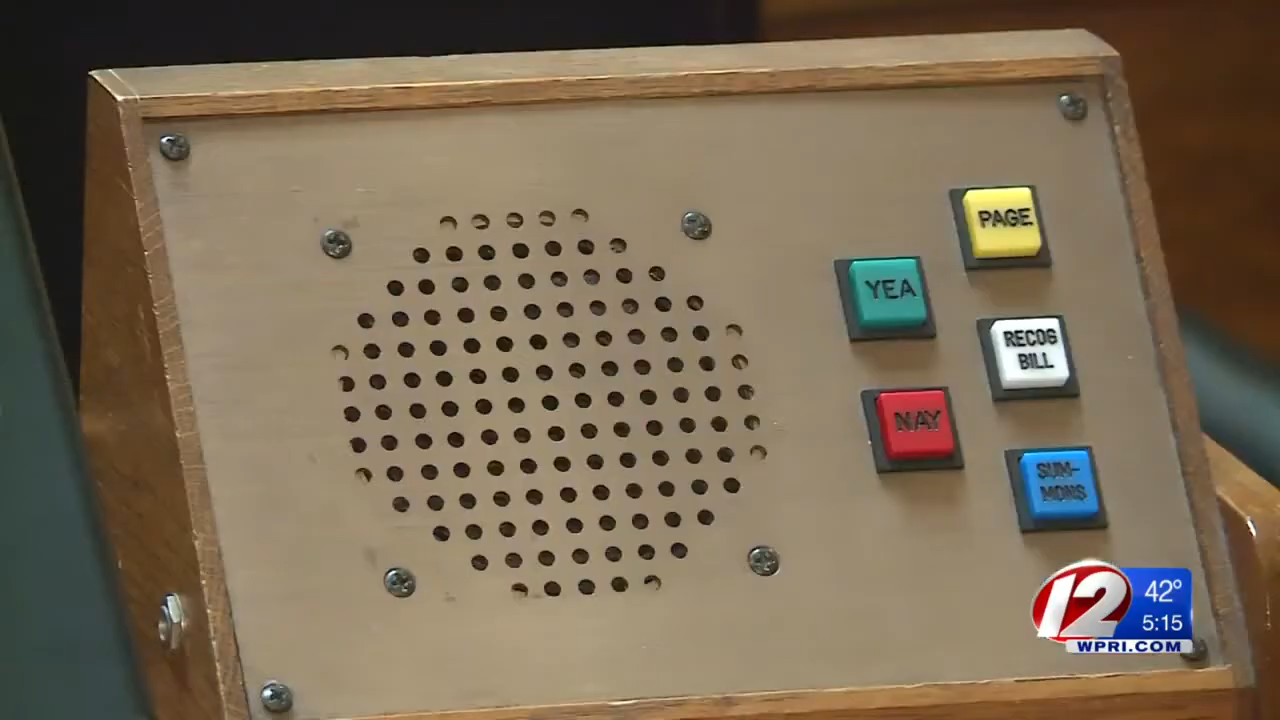 PAGE
YEA
RECOG
BILL
NAY
SUM-
MONS
12
42°
5:15
WPRI.COM